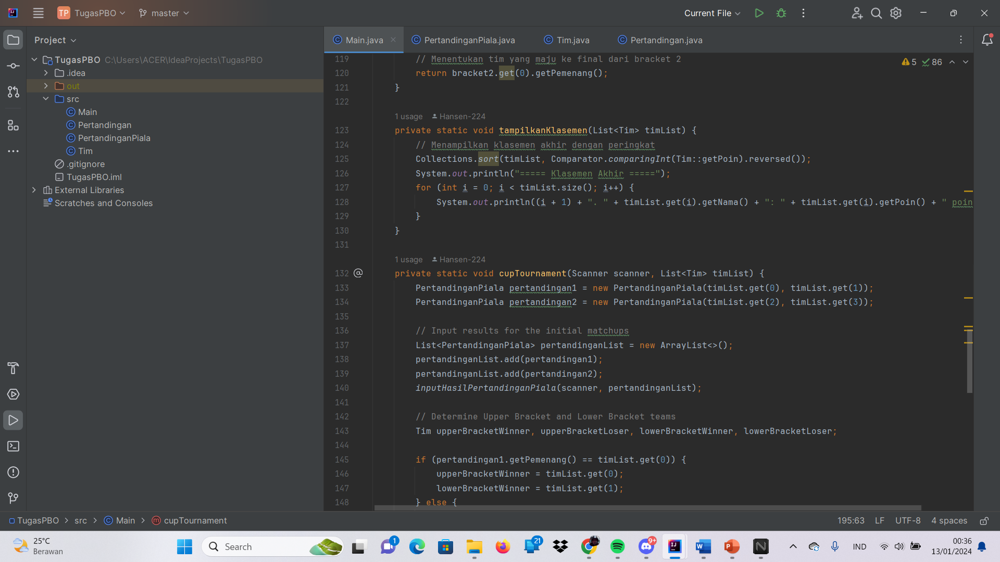 TP TugasPBO master Current File
Project
TugasPBO C:\Users\ACER\IdeaProjects\TugasPBO
.idea
out
src
Main
Pertandingan
PertandinganPiala
Tim
.gitignore
TugasPBO.iml
External Libraries
Scratches and Consoles
Main.java PertandinganPiala.java Tim.java Pertandingan.java
5 86
119 // Menentukan tim yang maju ke final dari bracket 2
120 return bracket2.get(0).getPemenang();
121 }
122
1 usage Hansen-224
123 private static void tampilkanKlasemen(List<Tim> timList) {
124 // Menampilkan klasemen akhir dengan peringkat
125 Collections.sort(timList, Comparator.comparingInt(Tim::getPoin).reversed());
126 System.out.println("===== Klasemen Akhir =====");
127 for (int i = 0; i < timList.size(); i++) {
128 System.out.println((i + 1) + ". " + timList.get(i).getNama() + ": " + timList.get(i).getPoin() + " poin
129 }
130 }
131
1 usage Hansen-224
132 @ private static void cupTournament(Scanner scanner, List<Tim> timList) {
133 PertandinganPiala pertandingan1 = new PertandinganPiala(timList.get(0), timList.get(1));
134 PertandinganPiala pertandingan2 = new PertandinganPiala(timList.get(2), timList.get(3));
135
136 // Input results for the initial matchups
137 List<PertandinganPiala> pertandinganList = new ArrayList<>();
138 pertandinganList.add(pertandingan1);
139 pertandinganList.add(pertandingan2);
140 inputHasilPertandinganPiala(scanner, pertandinganList);
141
142 // Determine Upper Bracket and Lower Bracket teams
143 Tim upperBracketWinner, upperBracketLoser, lowerBracketWinner, lowerBracketLoser;
144
145 if (pertandingan1.getPemenang() == timList.get(0)) {
146 upperBracketWinner = timList.get(0);
147 lowerBracketWinner = timList.get(1);
148 } else {
TugasPBO > src > Main > cupTournament 195:63 LF UTF-8 4 spaces
25°C
Berawan
Search
1
21
9+
IND
00:36
13/01/2024